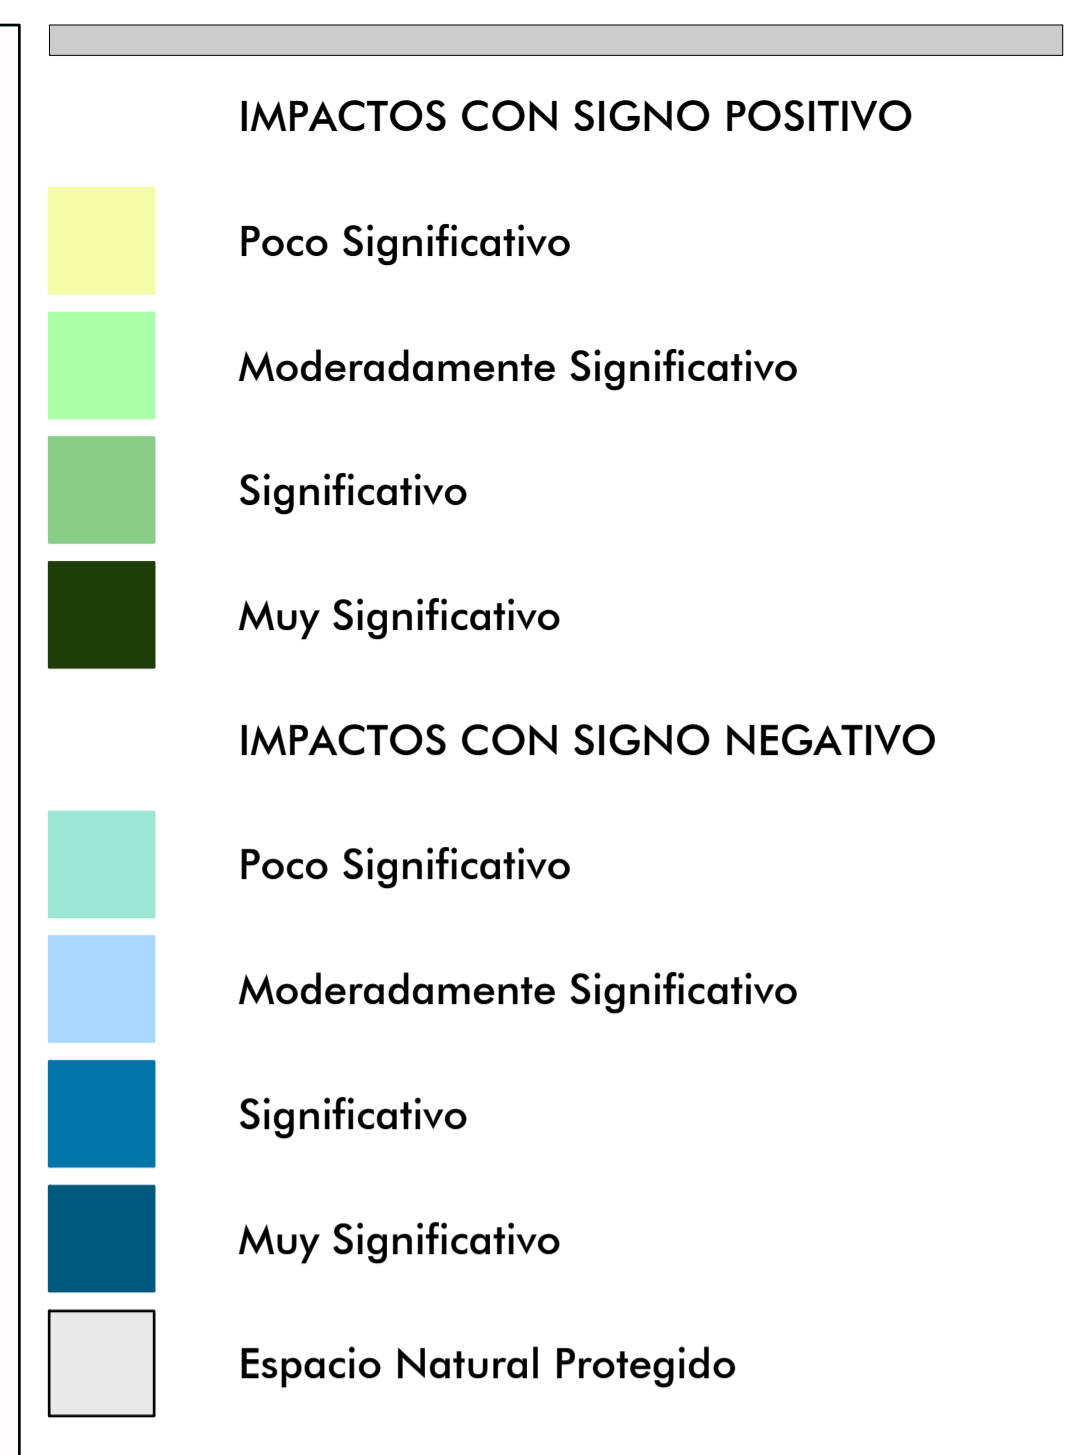 IMPACTOS CON SIGNO POSITIVO
Poco Significativo
Moderadamente Significativo
Significativo
Muy Significativo
IMPACTOS CON SIGNO NEGATIVO
Poco Significativo
Moderadamente Significativo
Significativo
Muy Significativo
Espacio Natural Protegido